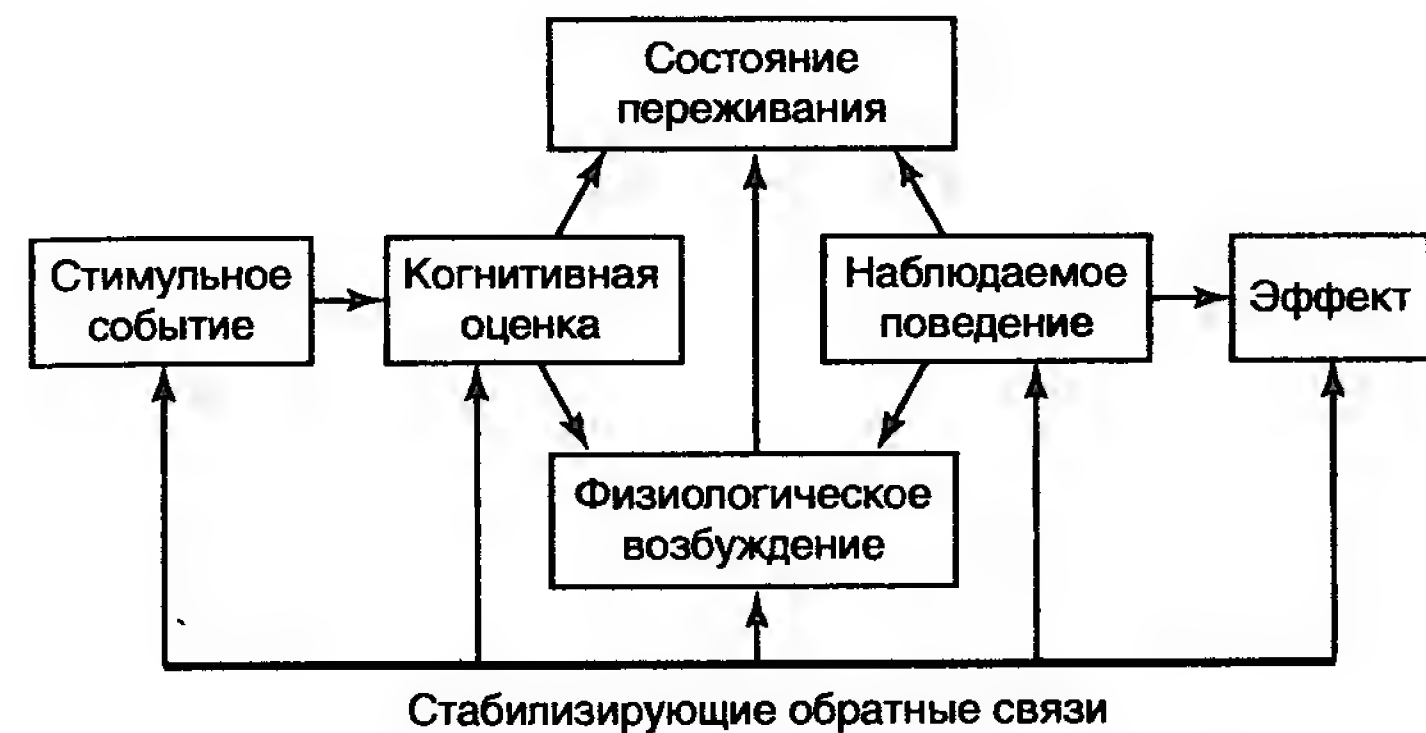 Состояние
переживания
Стимульное
событие
Когнитивная
оценка
Наблюдаемое
поведение
Эффект
Физиологическое
возбуждение
Стабилизирующие обратные связи